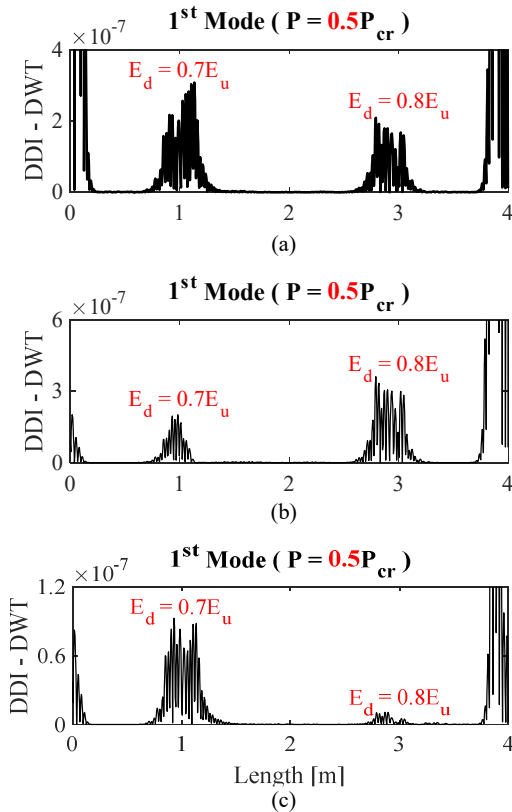 1st Mode ( P = 0.5Pcr )
×10-7
4
Ed = 0.7Eu
Ed = 0.8Eu
DDI - DWT
2
0
0 1 2 3 4
(a)
1st Mode ( P = 0.5Pcr )
×10-7
6
Ed = 0.8Eu
Ed = 0.7Eu
DDI - DWT
3
0
0 1 2 3 4
(b)
1st Mode ( P = 0.5Pcr )
×10-7
1.2
Ed = 0.7Eu
Ed = 0.8Eu
DDI - DWT
0.6
0
0 1 2 3 4
Length [m]
(c)